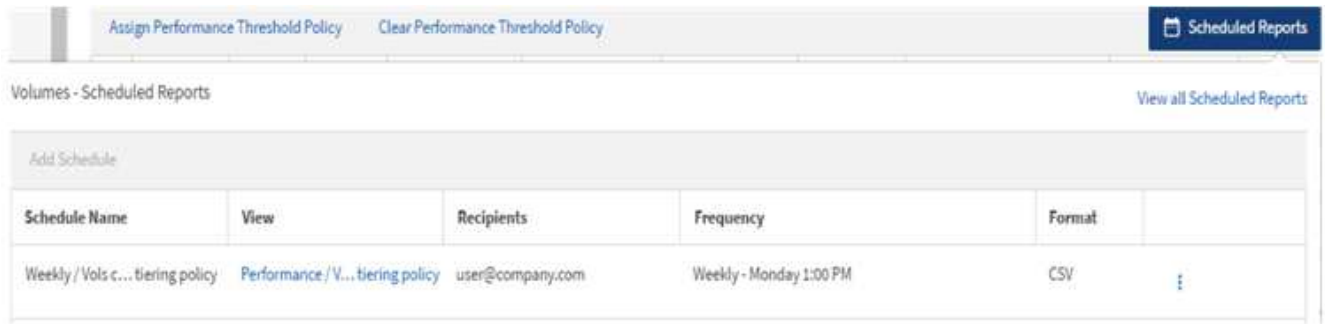 Assign Performance Threshold Policy Clear Performance Threshold Policy Scheduled Reports
Volumes - Scheduled Reports
View all Scheduled Reports
Add Schedule
Schedule Name View Recipients Frequency Format
Weekly / Vols c... tiering policy Performance / V... tiering policy user@company.com Weekly - Monday 1:00 PM CSV